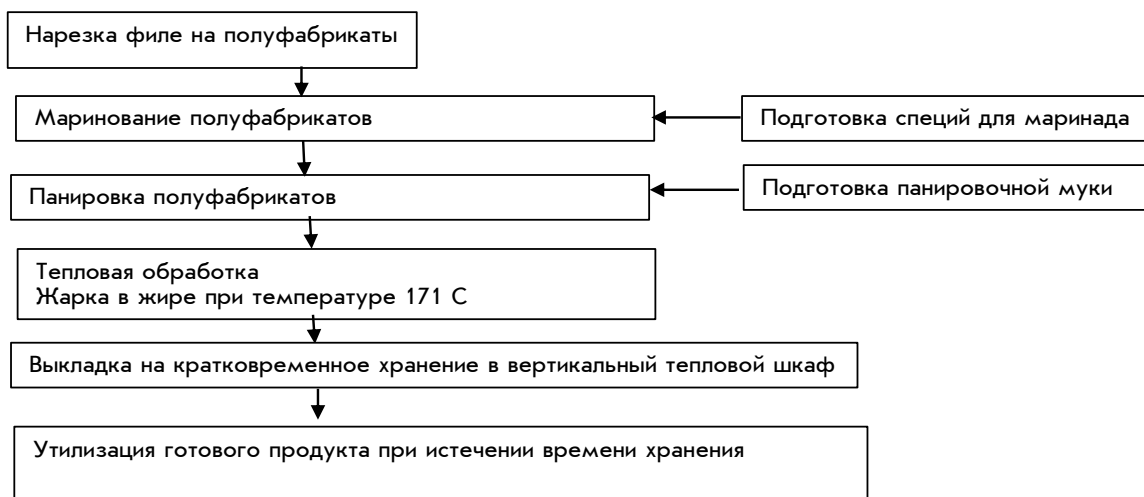 Нарезка филе на полуфабрикаты
Маринование полуфабрикатов
Подготовка специй для маринада
Панировка полуфабрикатов
Подготовка панировочной муки
Тепловая обработка
Жарка в жире при температуре 171 С
Выкладка на кратковременное хранение в вертикальный тепловой шкаф
Утилизация готового продукта при истечении времени хранения